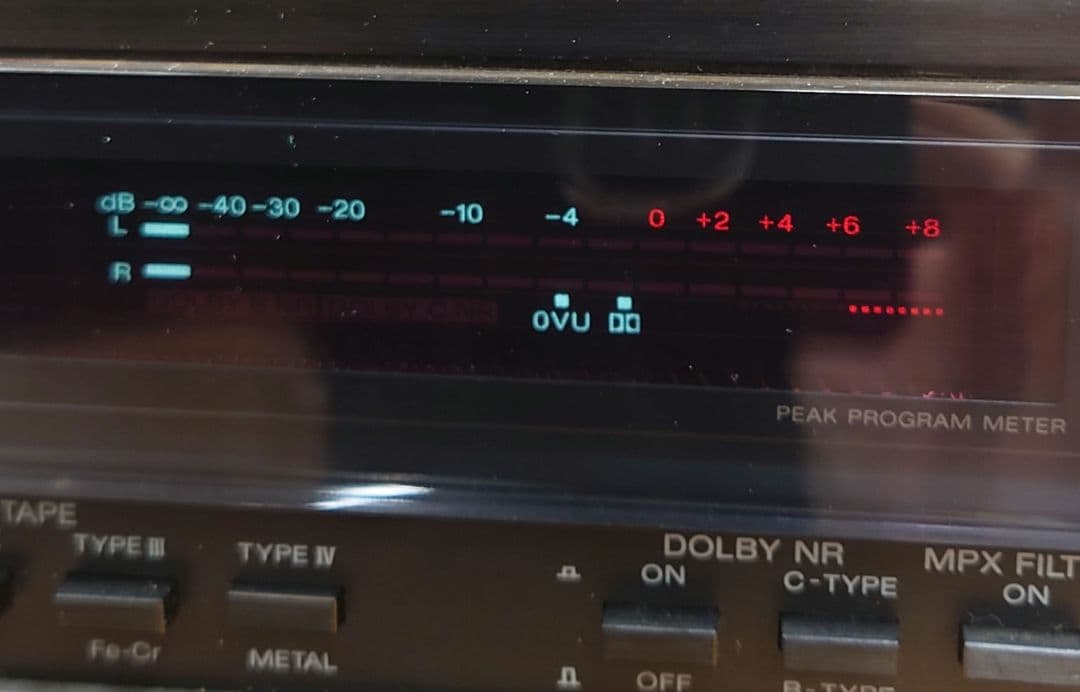 dB -∞ -40 -30 -20 -10 -4 0 +2 +4 +6 +8
L
R
0VU
PEAK PROGRAM METER
TAPE
TYPE III TYPE IV
DOLBY NR
ON C-TYPE
MPX FILT
ON
Fe-Cr METAL
OFF B-TYPE